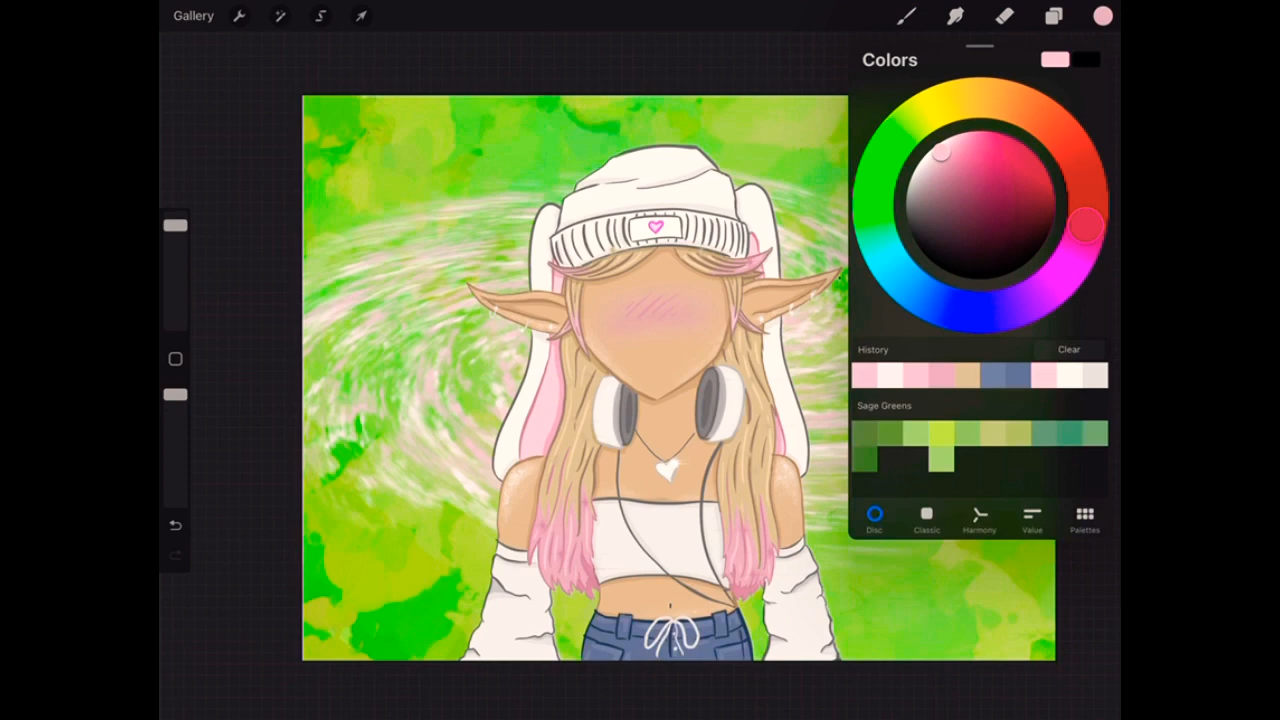 Gallery
Colors
History Clear
Sage Greens
Disc Classic Harmony Value Palettes